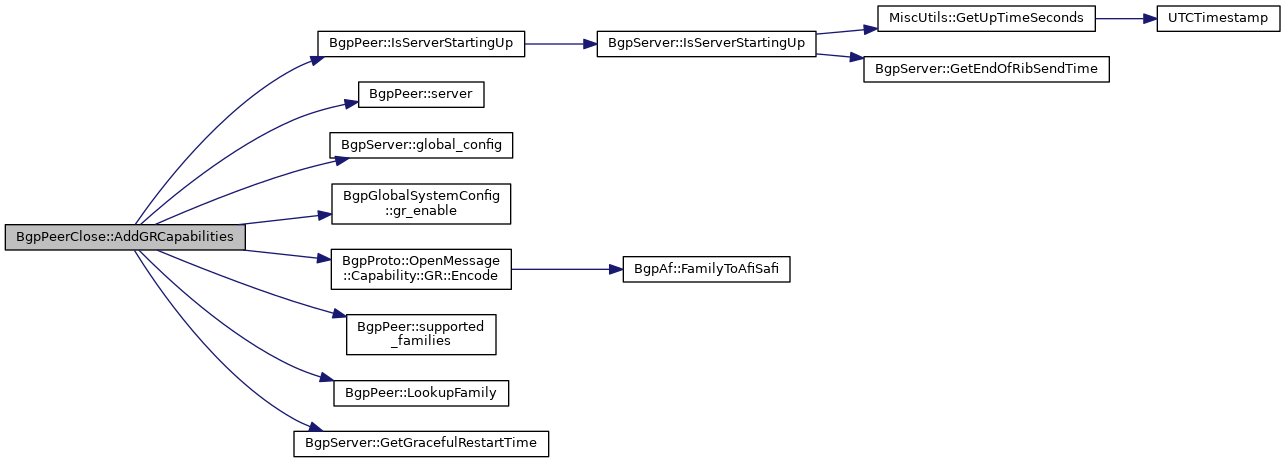 BgpPeerClose::AddGRCapabilities
BgpPeer::IsServerStartingUp
BgpServer::IsServerStartingUp
MiscUtils::GetUpTimeSeconds
UTCTimestamp
BgpServer::GetEndOfRibSendTime
BgpPeer::server
BgpServer::global_config
BgpGlobalSystemConfig
::gr_enable
BgpProto::OpenMessage
::Capability::GR::Encode
BgpAf::FamilyToAfiSafi
BgpPeer::supported
_families
BgpPeer::LookupFamily
BgpServer::GetGracefulRestartTime